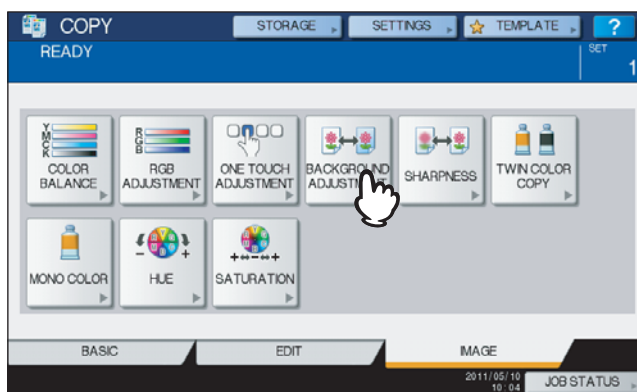 COPY
STORAGE
SETTINGS
TEMPLATE
?
READY
SET
1
Y
M
C
K
COLOR
BALANCE
R
G
B
RGB
ADJUSTMENT
ONE TOUCH
ADJUSTMENT
BACKGROUND
SHARPNESS
TWIN COLOR
COPY
MONO COLOR
- +
HUE
+ - +
SATURATION
BASIC
EDIT
IMAGE
2011/05/10
10:04
JOB STATUS